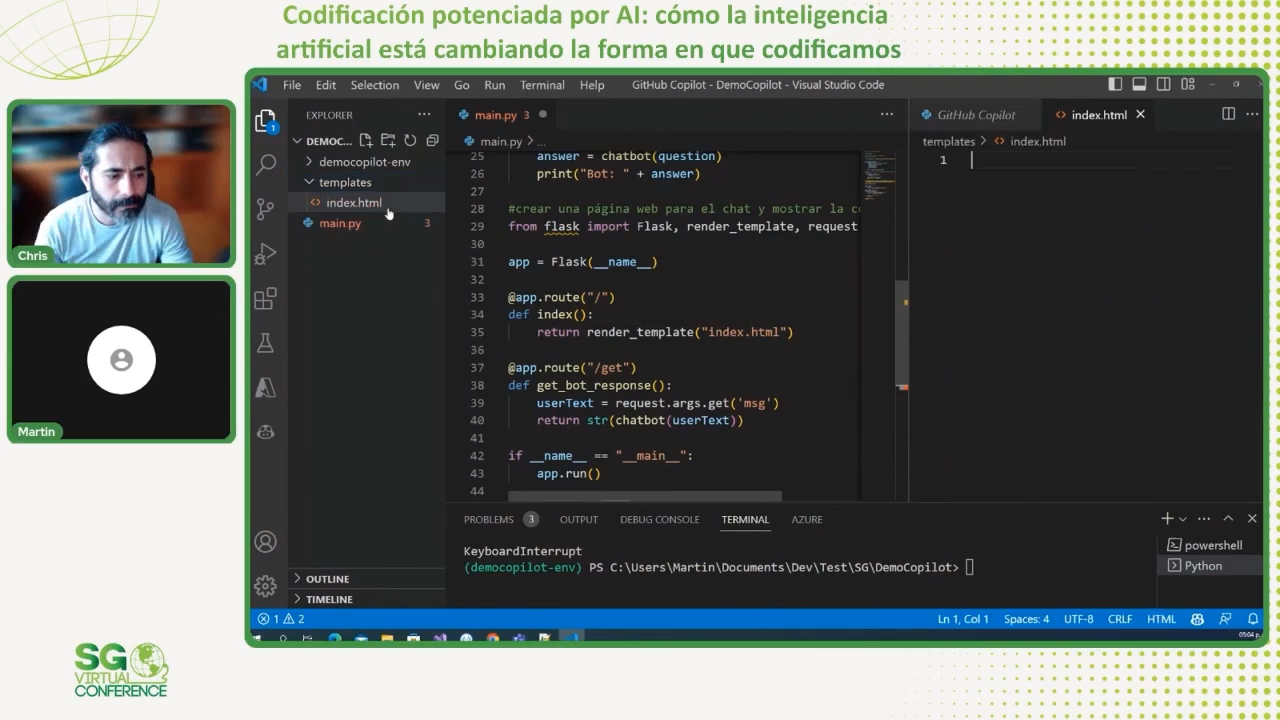 Codificación potenciada por AI: cómo la inteligencia
artificial está cambiando la forma en que codificamos
Chris
Martin
SG
VIRTUAL
CONFERENCE
File Edit Selection View Go Run Terminal Help GitHub Copilot - DemoCopilot - Visual Studio Code
EXPLORER
DEMOC...
democopilot-env
templates
index.html
main.py 3
1
main.py 3
main.py > ...
25 answer = chatbot(question)
26 print("Bot: " + answer)
27
28 #crear una página web para el chat y mostrar la
29 from flask import Flask, render_template, request
30
31 app = Flask(__name__)
32
33 @app.route("/")
34 def index():
35 return render_template("index.html")
36
37 @app.route("/get")
38 def get_bot_response():
39 userText = request.args.get('msg')
40 return str(chatbot(userText))
41
42 if __name__ == "__main__":
43 app.run()
44
GitHub Copilot index.html
templates > index.html
1
PROBLEMS 3 OUTPUT DEBUG CONSOLE TERMINAL AZURE
KeyboardInterrupt
(democopilot-env) PS C:\Users\Martin\Documents\Dev\Test\SG\DemoCopilot>
powershell
Python
OUTLINE
TIMELINE
1 2 Ln 1, Col 1 Spaces: 4 UTF-8 CRLF HTML
05:04 p.